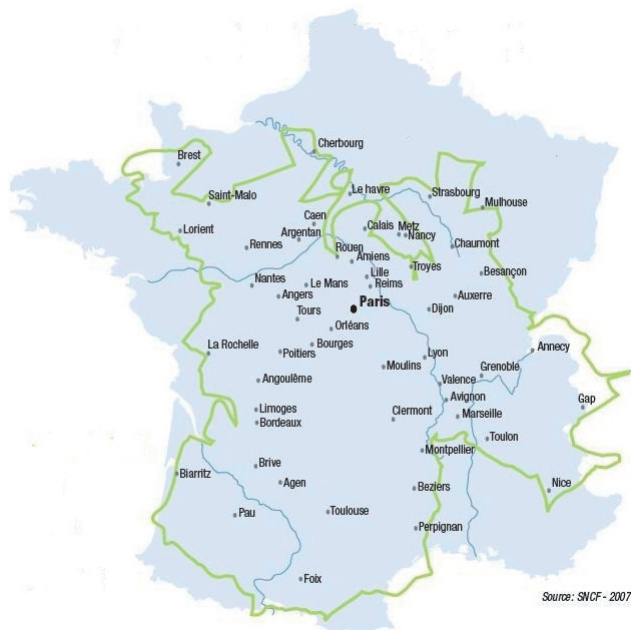 Cherbourg
Brest
Le havre
Strasbourg
Saint-Malo
Mulhouse
Caen
Calais
Metz
Lorient
Argentan
Nancy
Rennes
Chaumont
Rouen
Amiens
Troyes
Besançon
Lille
Nantes
Le Mans
Reims
Angers
Auxerre
Paris
Dijon
Tours
Orléans
Bourges
La Rochelle
Poitiers
Lyon
Annecy
Moulins
Grenoble
Angoulême
Valence
Avignon
Gap
Limoges
Clermont
Marseille
Bordeaux
Toulon
Montpellier
Brive
Biarritz
Agen
Beziers
Nice
Pau
Toulouse
Perpignan
Foix
Source: SNCF - 2007